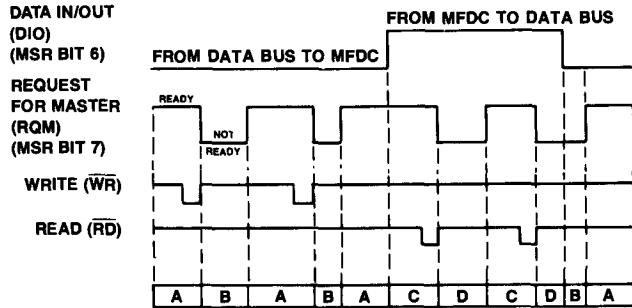 DATA IN/OUT
(DIO)
(MSR BIT 6)
FROM DATA BUS TO MFDC
FROM MFDC TO DATA BUS
REQUEST
FOR MASTER
(RQM)
(MSR BIT 7)
READY
NOT
READY
WRITE (WR)
READ (RD)
A B A B A C D C D B A